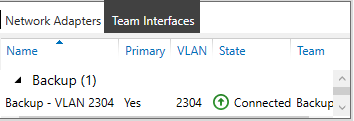 Network Adapters Team Interfaces
Name Primary VLAN State Team
Backup (1)
Backup - VLAN 2304 Yes 2304 Connected Backup